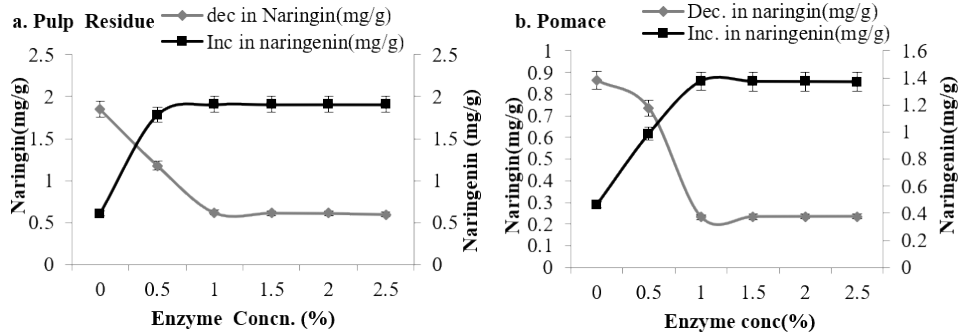 a. Pulp Residue
dec in Naringin(mg/g)
Inc in naringenin(mg/g)
Naringin(mg/g)
2.5
2
1.5
1
0.5
0
2.5
2
1.5
1
0.5
0
Naringenin (mg/g)
0 0.5 1 1.5 2 2.5
Enzyme Concn. (%)
b. Pomace
Dec. in naringin(mg/g)
Inc. in naringenin(mg/g)
Naringin(mg/g)
1
0.9
0.8
0.7
0.6
0.5
0.4
0.3
0.2
0.1
0
1.6
1.4
1.2
1
0.8
0.6
0.4
0.2
0
Naringenin(mg/g)
0 0.5 1 1.5 2 2.5
Enzyme conc(%)